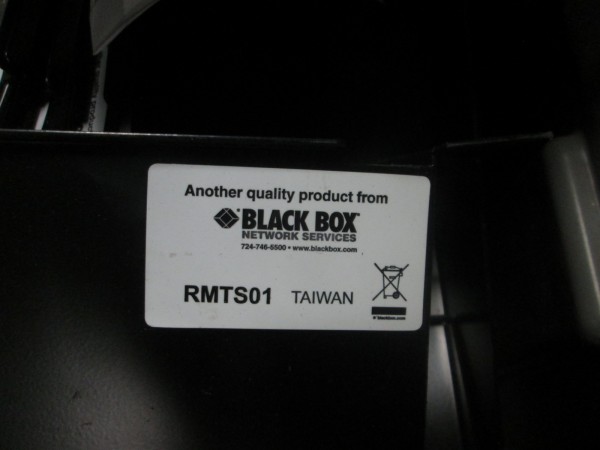 Another quality product from
BLACK BOX
NETWORK SERVICES
724-746-5500 • www.blackbox.com
RMTS01 TAIWAN